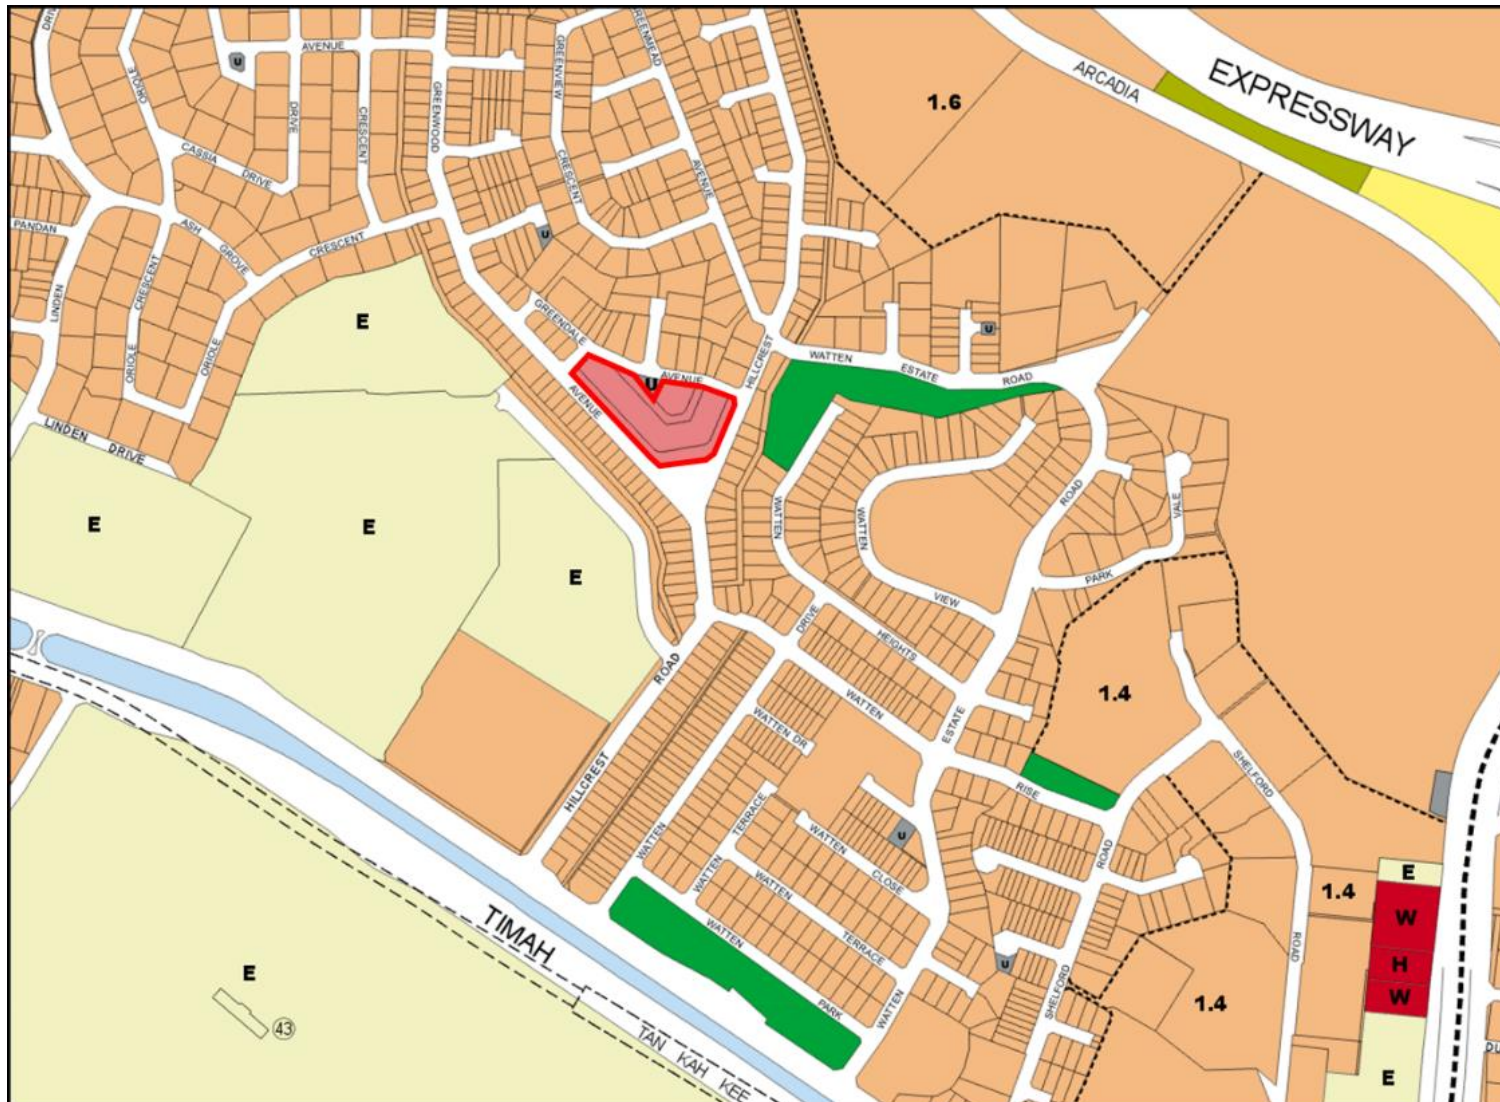 DRIV
AVENUE
U
ORIOLE
DRIVE
CRESCENT
GREENWOOD
GREENVIEW
GREENMEAD
ARCADIA
EXPRESSWAY
1.6
CASSIA
DRIVE
CRESCENT
AVENUE
PANDAN
ASH
GROVE
CRESCENT
U
LINDEN
CRESCENT
ORIOLE
ORIOLE
E
GREENDALE
U
AVENUE
AVENUE
HILLCREST
WATTEN
ESTATE
ROAD
U
LINDEN
DRIVE
E
E
E
WATTEN
WATTEN
ROAD
VALE
PARK
VIEW
DRIVE
HEIGHTS
ROAD
HILLCREST
WATTEN
ESTATE
1.4
WATTEN DR
RISE
SHELFORD
WATTEN
TERRACE
WATTEN
WATTEN
CLOSE
U
WATTEN
TERRACE
ROAD
1.4
E
W
H
W
E
TIMAH
WATTEN
PARK
WATTEN
U
SHELFORD
ROAD
1.4
E
43
TAN KAH KEE
DU